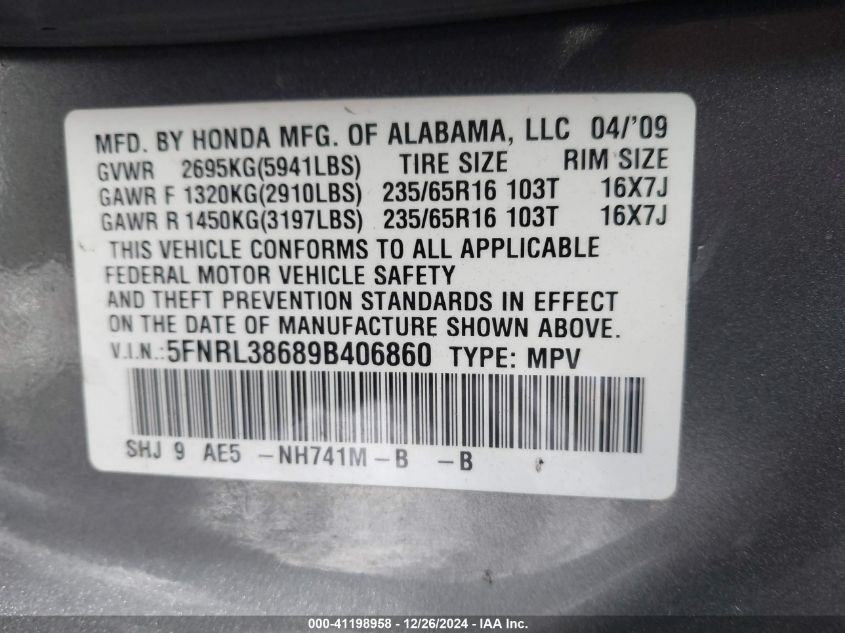 MFD. BY HONDA MFG. OF ALABAMA, LLC 04/'09
GVWR 2695KG(5941LBS) TIRE SIZE RIM SIZE
GAWR F 1320KG(2910LBS) 235/65R16 103T 16X7J
GAWR R 1450KG(3197LBS) 235/65R16 103T 16X7J
THIS VEHICLE CONFORMS TO ALL APPLICABLE
FEDERAL MOTOR VEHICLE SAFETY
AND THEFT PREVENTION STANDARDS IN EFFECT
ON THE DATE OF MANUFACTURE SHOWN ABOVE.
V.I.N.:5FNRL38689B406860 TYPE: MPV
SHJ 9 AE5 -NH741M-B -B
000-41198958 - 12/26/2024 - IAA Inc.